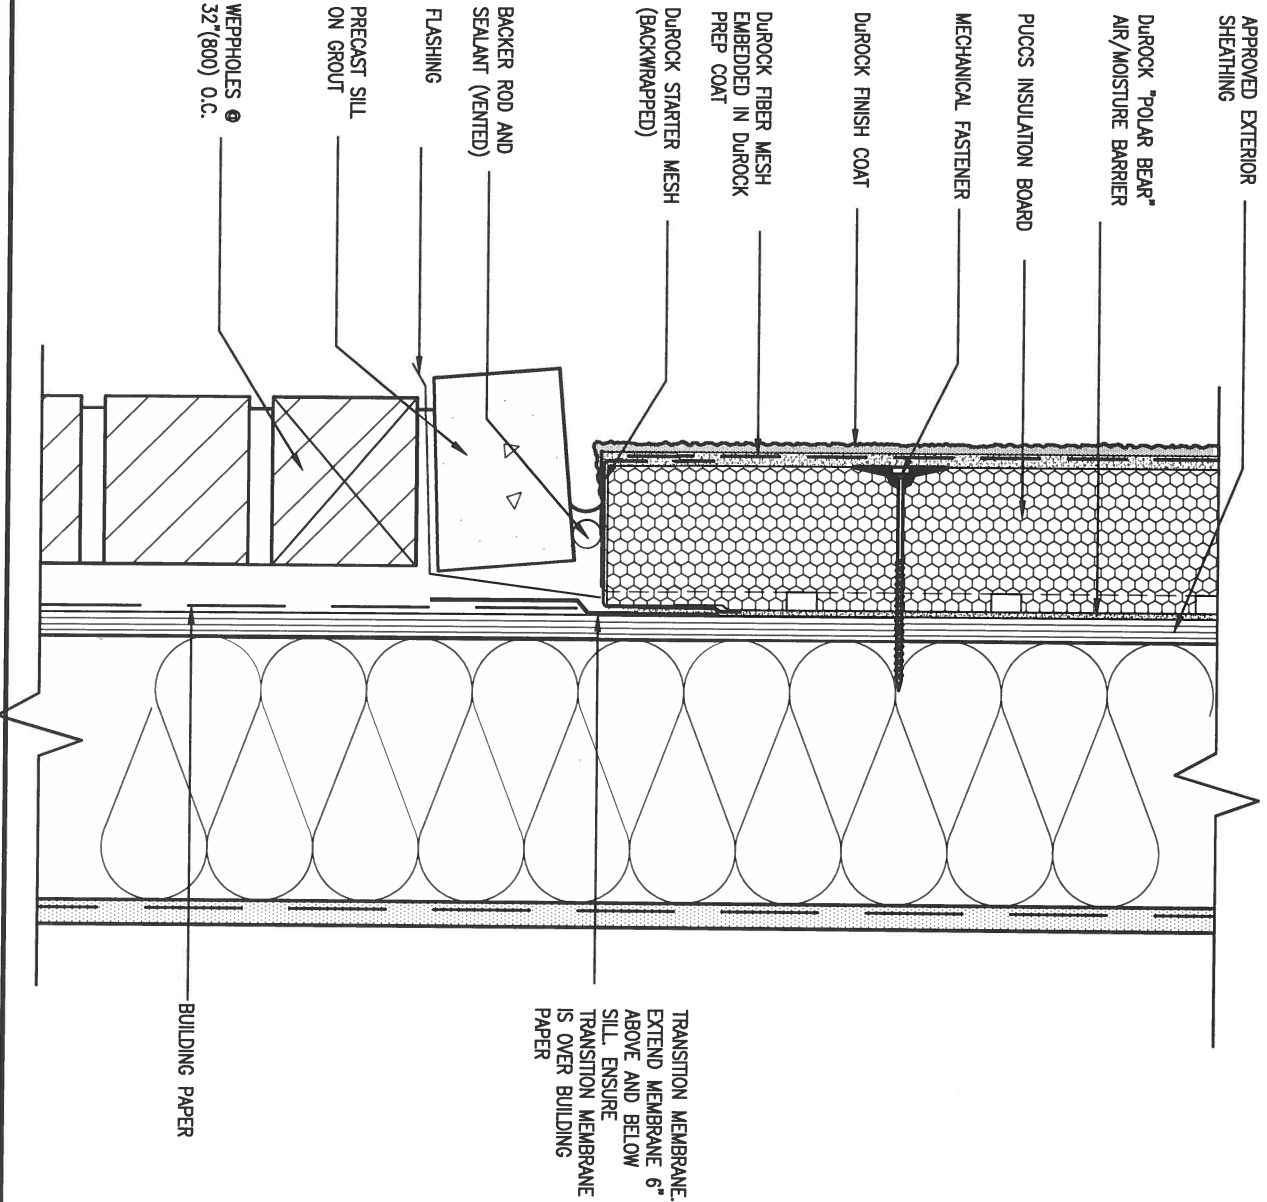 APPROVED EXTERIOR
SHEATHING
DuROCK "POLAR BEAR"
AIR/MOISTURE BARRIER
PUCCS INSULATION BOARD
MECHANICAL FASTENER
DuROCK FINISH COAT
DuROCK FIBER MESH
EMBEDDED IN DuROCK
PREP COAT
DuROCK STARTER MESH
(BACKWRAPPED)
BACKER ROD AND
SEALANT (VENTED)
FLASHING
PRECAST SILL
ON GROUT
WEPPHOLES @
32"(800) O.C.
TRANSITION MEMBRANE.
EXTEND MEMBRANE 6"
ABOVE AND BELOW
SILL. ENSURE
TRANSITION MEMBRANE
IS OVER BUILDING
PAPER
BUILDING PAPER